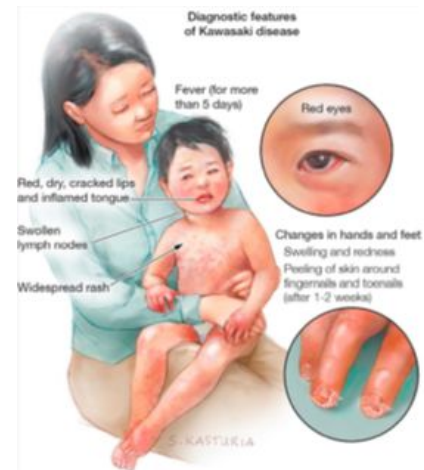 Diagnostic features
of Kawasaki disease
Fever (for more
than 5 days)
Red eyes
Red, dry, cracked lips
and inflamed tongue
Swollen
lymph nodes
Widespread rash
Changes in hands and feet
Swelling and redness
Peeling of skin around
fingernails and toenails
(after 1-2 weeks)
S. KASTURIA